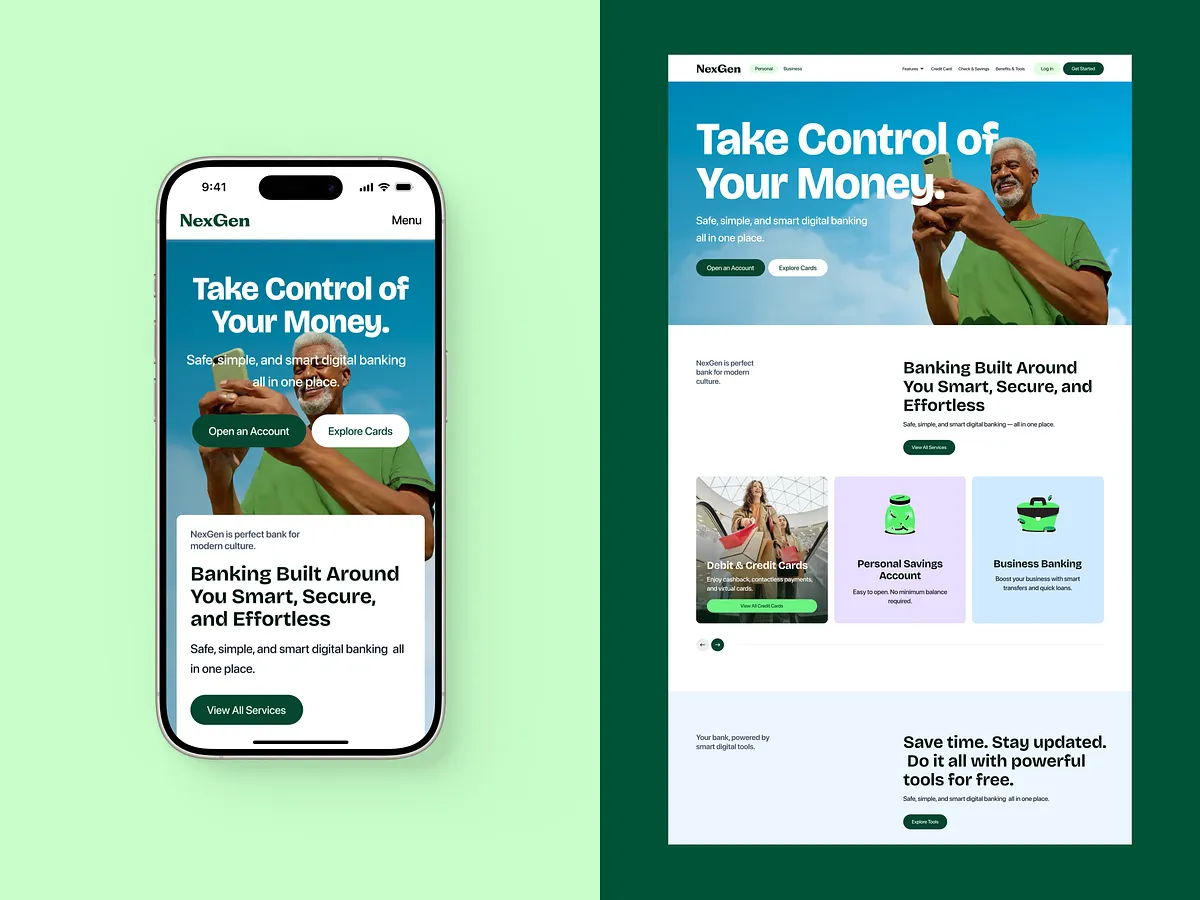 9:41
NexGen
Menu
Take Control of
Your Money.
Safe, simple, and smart digital banking
all in one place.
Open an Account
Explore Cards
NexGen is perfect bank for
modern culture.
Banking Built Around
You Smart, Secure,
and Effortless
Safe, simple, and smart digital banking all
in one place.
View All Services
NexGen
Personal
Business
Features
Credit Card
Check & Savings
Benefits & Tools
Log In
Get Started
Take Control of
Your Money.
Safe, simple, and smart digital banking
all in one place.
Open an Account
Explore Cards
NexGen is perfect
bank for modern
culture.
Banking Built Around
You Smart, Secure, and
Effortless
Safe, simple, and smart digital banking — all in one place.
View All Services
Debit & Credit Cards
Enjoy cashback, contactless payments,
and virtual cards.
View All Credit Cards
Personal Savings
Account
Easy to open. No minimum balance
required.
Business Banking
Boost your business with smart
transfers and quick loans.
Your bank, powered by
smart digital tools.
Save time. Stay updated.
Do it all with powerful
tools for free.
Safe, simple, and smart digital banking all in one place.
Explore Tools